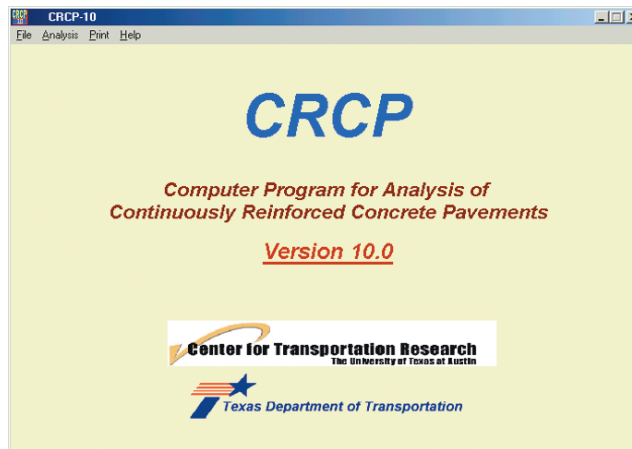 CRCP-10
File Analysis Print Help
CRCP
Computer Program for Analysis of
Continuously Reinforced Concrete Pavements
Version 10.0
Center for Transportation Research
The University of Texas at Austin
Texas Department of Transportation